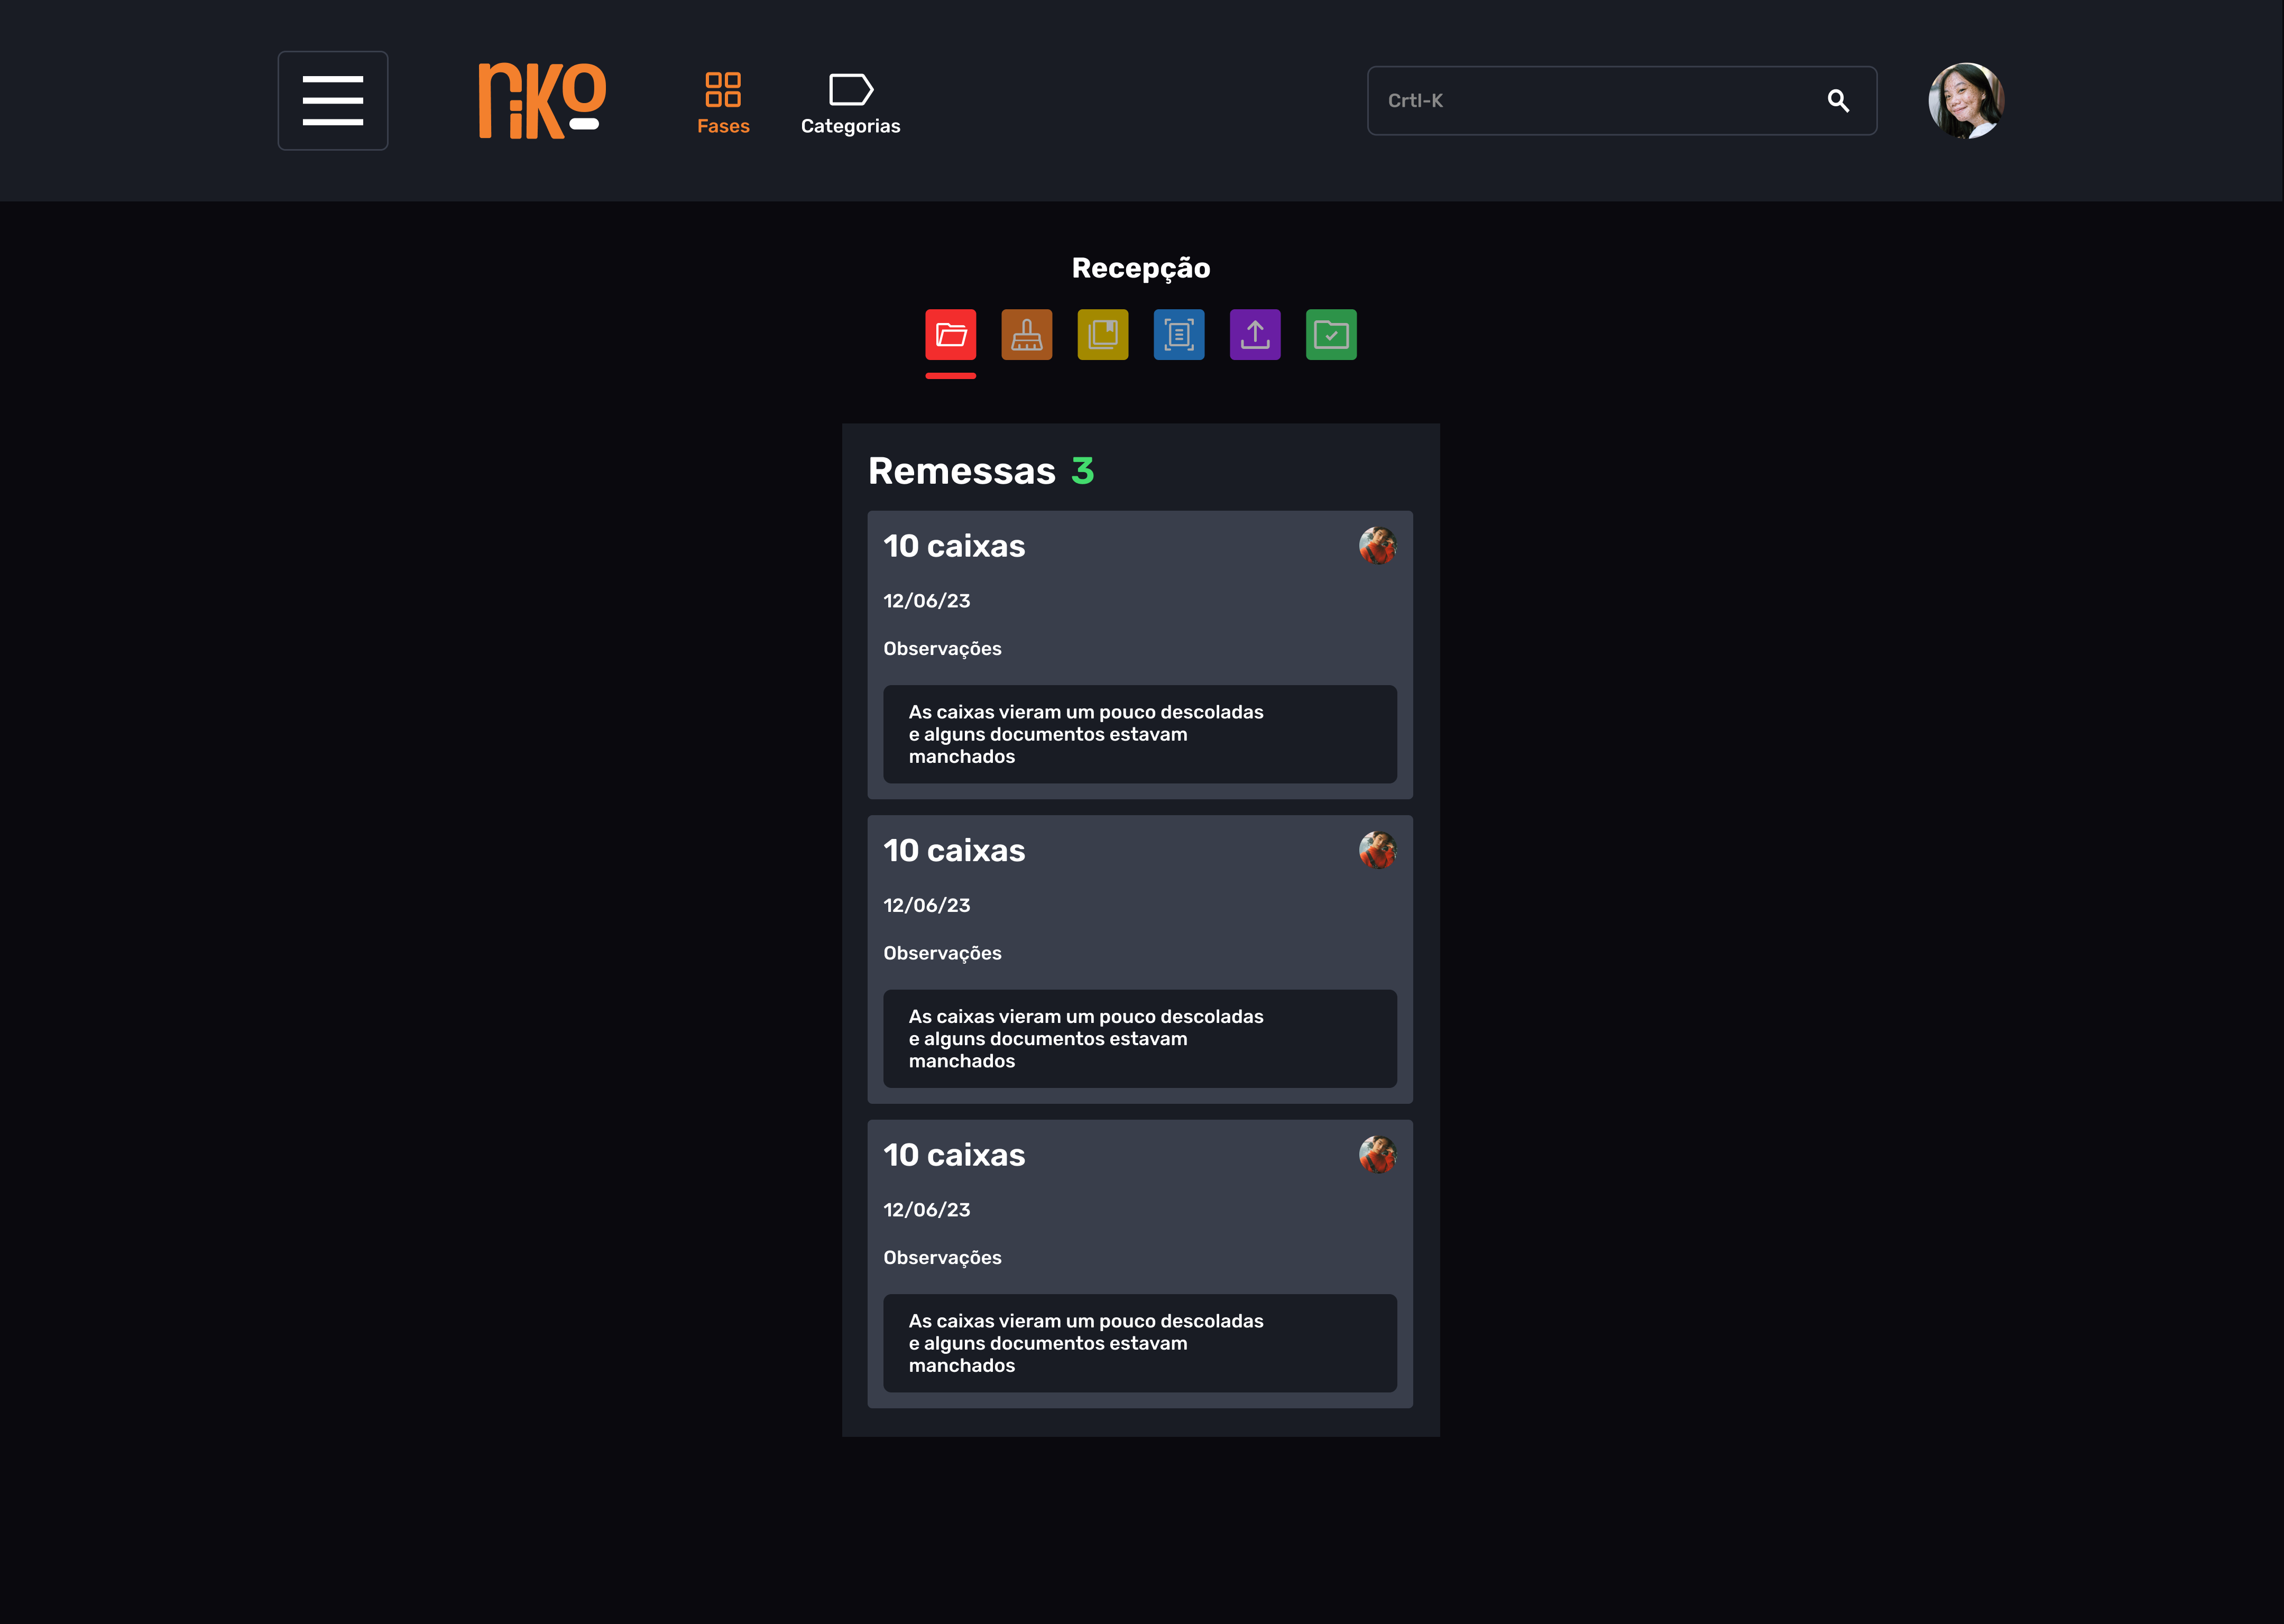 niko
Fases
Categorias
Crtl-K
Recepção
Remessas 3
10 caixas
12/06/23
Observações
As caixas vieram um pouco descoladas
e alguns documentos estavam
manchados
10 caixas
12/06/23
Observações
As caixas vieram um pouco descoladas
e alguns documentos estavam
manchados
10 caixas
12/06/23
Observações
As caixas vieram um pouco descoladas
e alguns documentos estavam
manchados